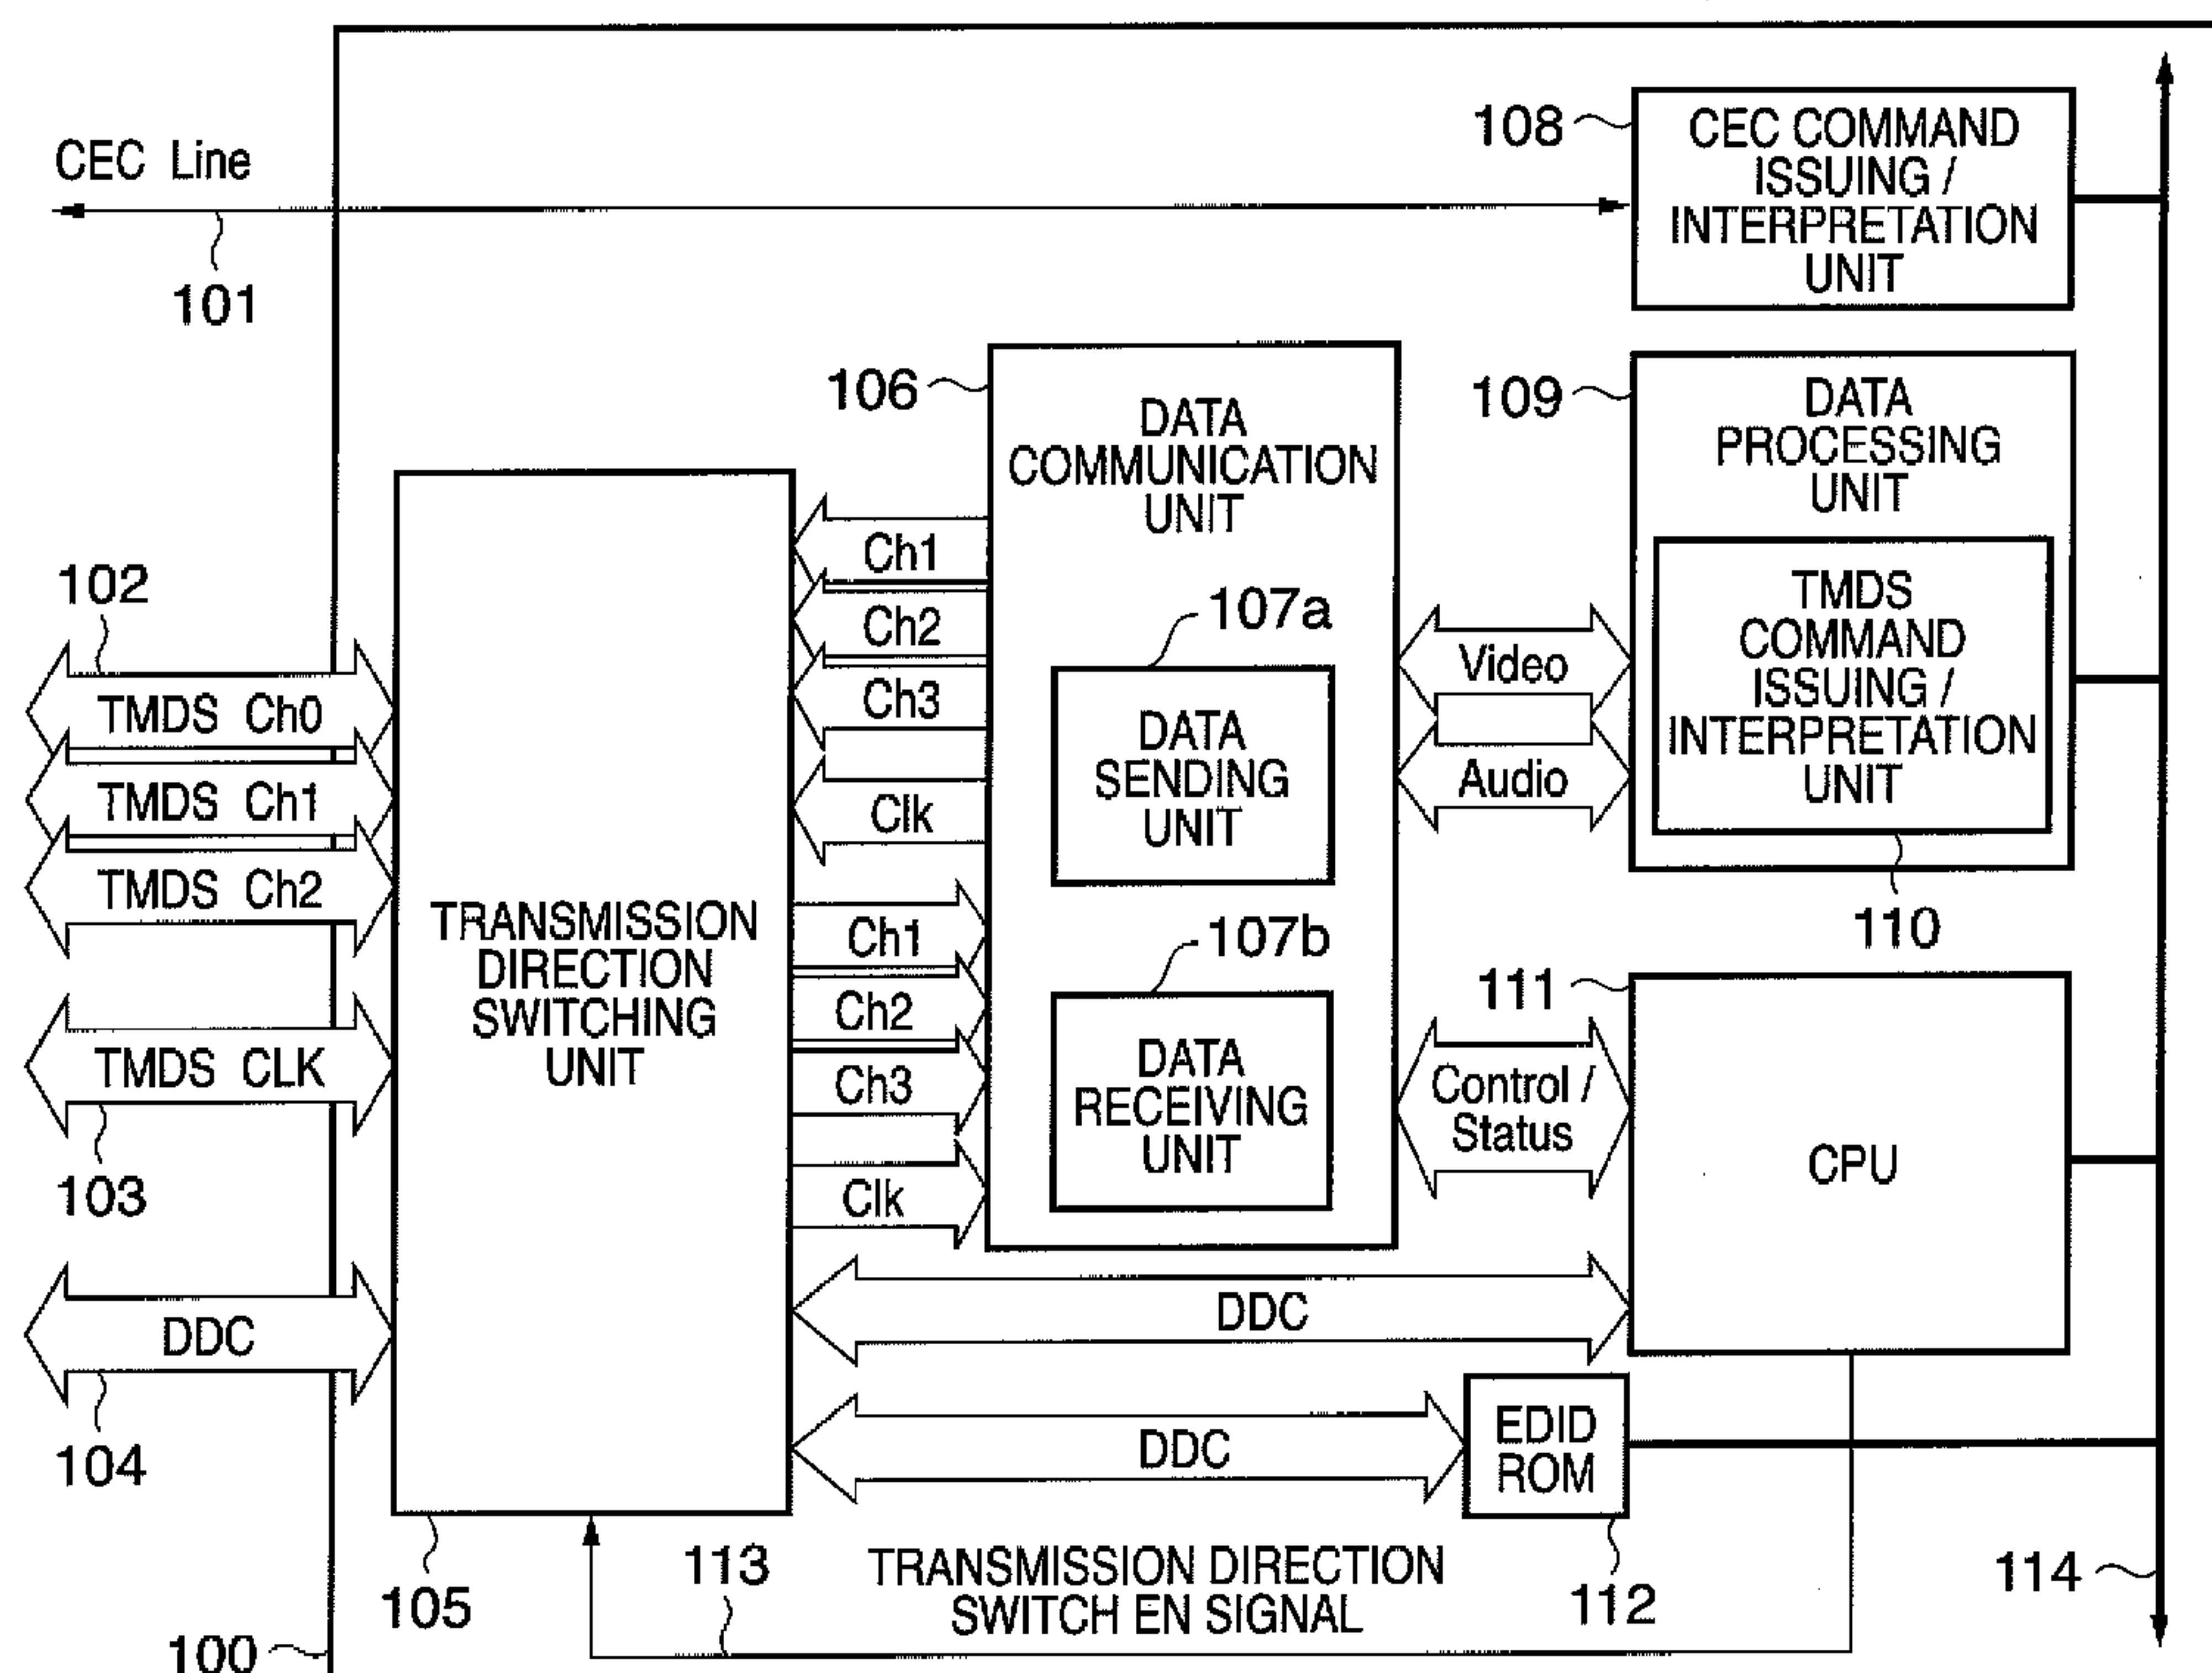 CEC Line
101
108
CEC COMMAND
ISSUING /
INTERPRETATION
UNIT
106
DATA
COMMUNICATION
UNIT
109
DATA
PROCESSING
UNIT
102
TMDS Ch0
TMDS Ch1
TMDS Ch2
TMDS CLK
103
DDC
104
TRANSMISSION
DIRECTION
SWITCHING
UNIT
105
100
Ch1
Ch2
Ch3
Clk
Ch1
Ch2
Ch3
Clk
107a
DATA
SENDING
UNIT
107b
DATA
RECEIVING
UNIT
Video
Audio
TMDS
COMMAND
ISSUING /
INTERPRETATION
UNIT
110
111
Control /
Status
CPU
DDC
DDC
EDID
ROM
112
113
TRANSMISSION DIRECTION
SWITCH EN SIGNAL
114